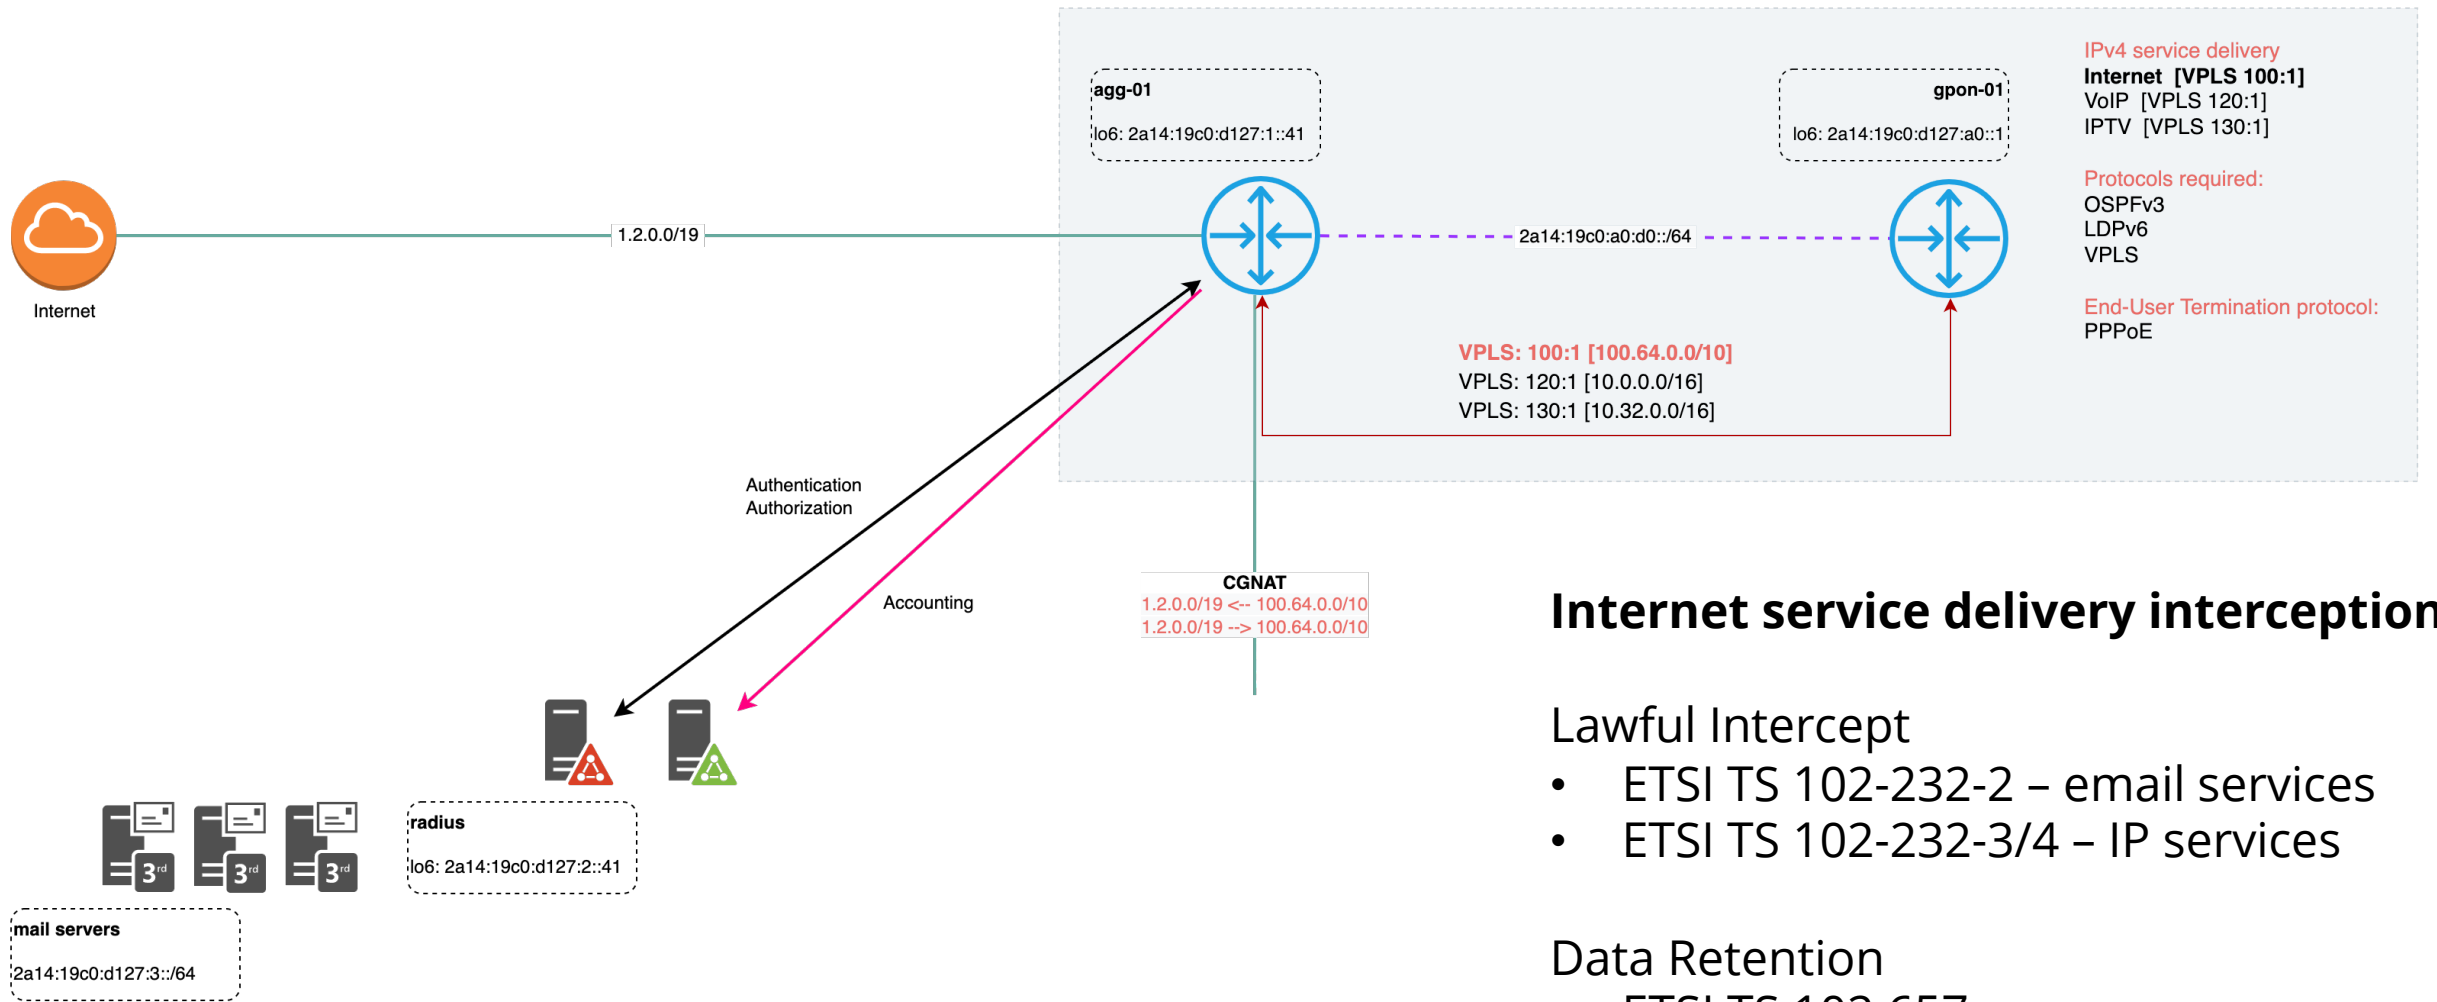 IPv4 service delivery
Internet [VPLS 100:1]
VoIP [VPLS 120:1]
IPTV [VPLS 130:1]
Protocols required:
OSPFv3
LDPv6
VPLS
End-User Termination protocol:
PPPoE
agg-01
lo6: 2a14:19c0:d127:1::41
gpon-01
lo6: 2a14:19c0:d127:a0::1
1.2.0.0/19
2a14:19c0:a0:d0::/64
Internet
VPLS: 100:1 [100.64.0.0/10]
VPLS: 120:1 [10.0.0.0/16]
VPLS: 130:1 [10.32.0.0/16]
Authentication
Authorization
Accounting
CGNAT
1.2.0.0/19 <-- 100.64.0.0/10
1.2.0.0/19 --> 100.64.0.0/10
3rd
3rd
3rd
radius
lo6: 2a14:19c0:d127:2::41
mail servers
2a14:19c0:d127:3::/64
Internet service delivery interception
Lawful Intercept
• ETSI TS 102-232-2 – email services
• ETSI TS 102-232-3/4 – IP services
Data Retention
ETSI TS 102-657